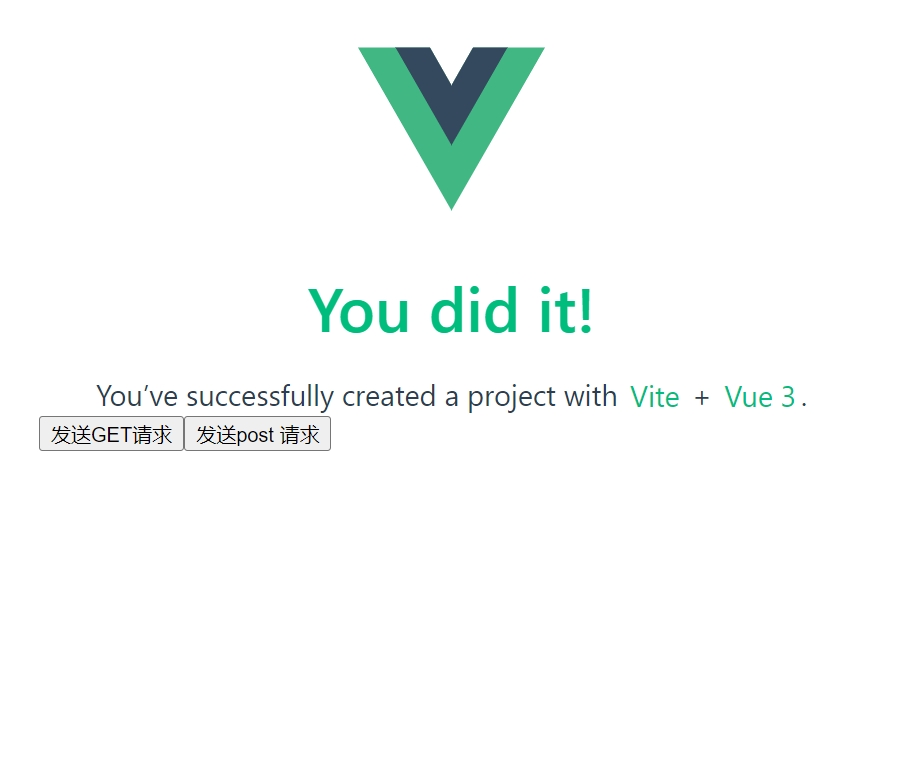 You did it!
You’ve successfully created a project with Vite + Vue 3.
发送GET请求 发送post 请求